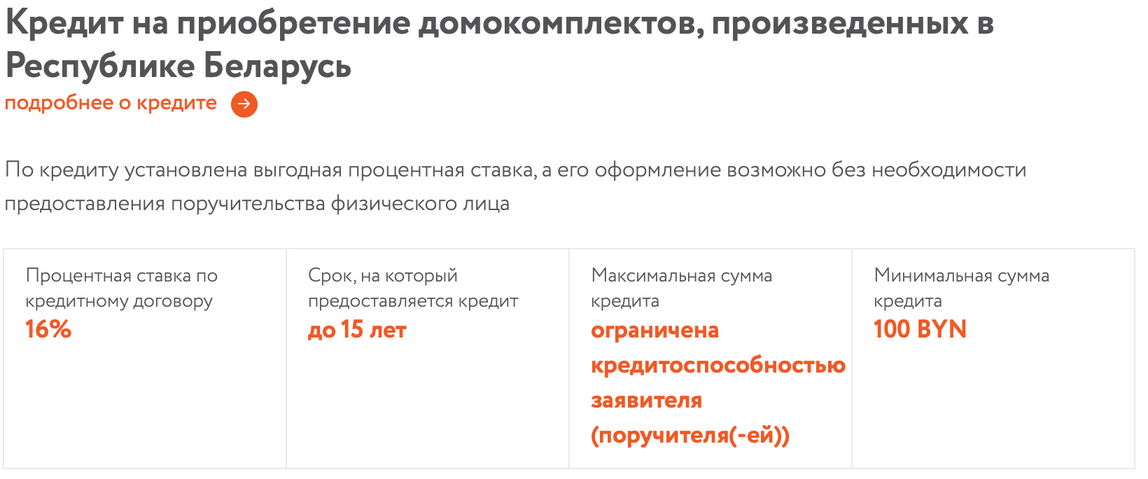 Кредит на приобретение домокомплектов, произведенных в
Республике Беларусь
подробнее о кредите
По кредиту установлена выгодная процентная ставка, а его оформление возможно без необходимости
предоставления поручительства физического лица
Процентная ставка по
кредитному договору
16%
Срок, на который
предоставляется кредит
до 15 лет
Максимальная сумма
кредита
ограничена
кредитоспособностью
заявителя
(поручителя(-ей))
Минимальная сумма
кредита
100 BYN